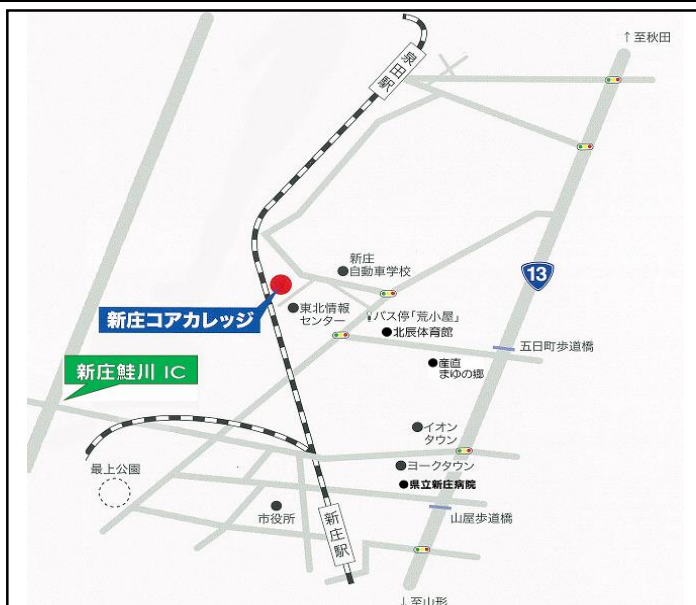 ↑至秋田
泉田駅
13
新庄
自動車学校
新庄コアカレッジ
東北情報
センター
バス停「荒小屋」
北辰体育館
五日町歩道橋
産直
まゆの郷
新庄鮭川 IC
イオン
タウン
ヨークタウン
最上公園
県立新庄病院
市役所
新庄駅
山屋歩道橋
↓至山形